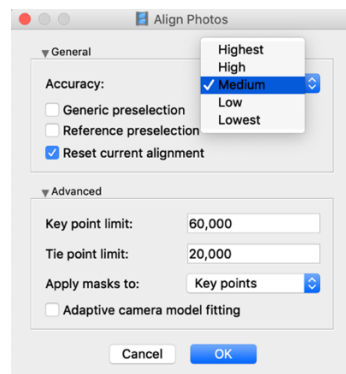 Align Photos
General
Highest
High
Accuracy:
Medium
Low
Generic preselection
Lowest
Reference preselection
Reset current alignment
Advanced
Key point limit: 60,000
Tie point limit: 20,000
Apply masks to: Key points
Adaptive camera model fitting
Cancel OK